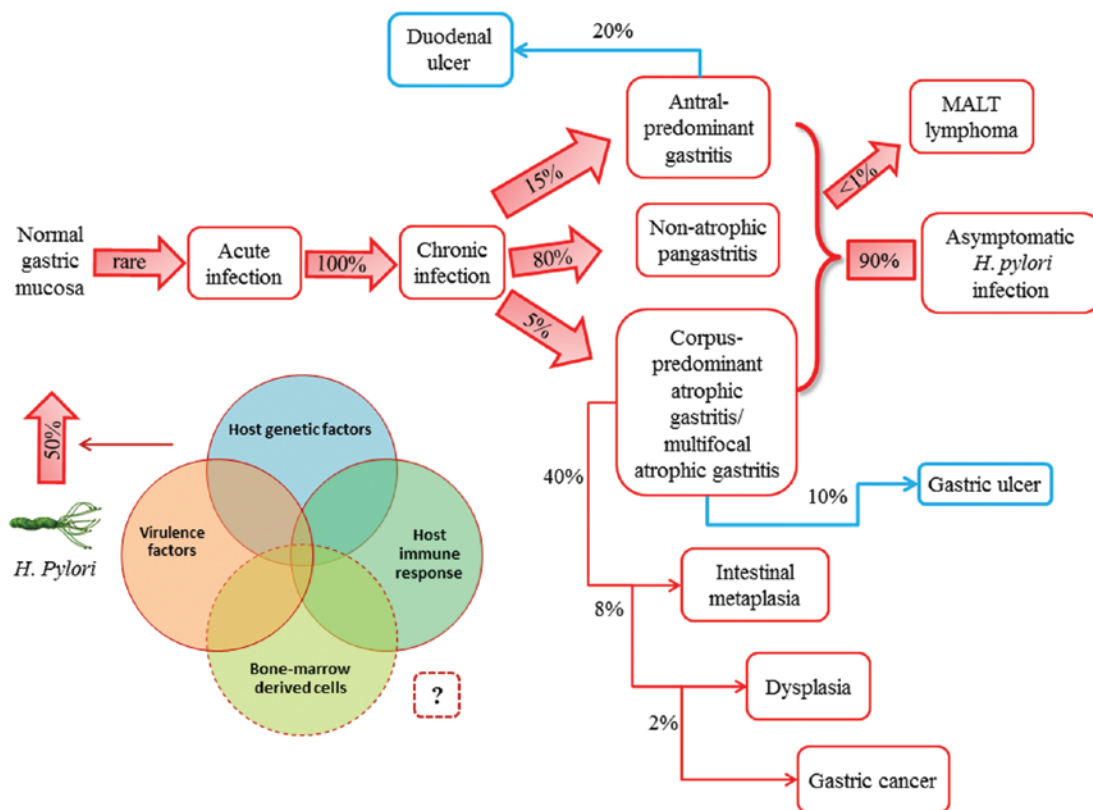 Duodenal
ulcer
20%
Antral-
predominant
gastritis
MALT
lymphoma
<1%
15%
Normal
gastric
mucosa
rare
Acute
infection
100%
Chronic
infection
80%
Non-atrophic
pangastritis
90%
Asymptomatic
H. pylori
infection
5%
Corpus-
predominant
atrophic
gastritis/
multifocal
atrophic gastritis
40%
10%
Gastric ulcer
50%
H. Pylori
Host genetic factors
Virulence
factors
Host
immune
response
Bone-marrow
derived cells
?
Intestinal
metaplasia
8%
Dysplasia
2%
Gastric cancer